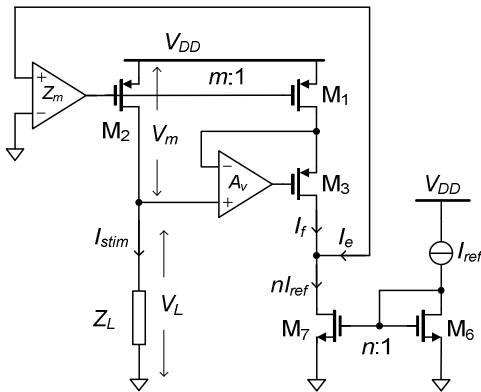 V_DD
m:1
+
−
Z_m
M_2
V_m
M_1
−
+
A_v
M_3
V_DD
I_stim
I_f
I_e
I_ref
Z_L
V_L
nI_ref
M_7
n:1
M_6